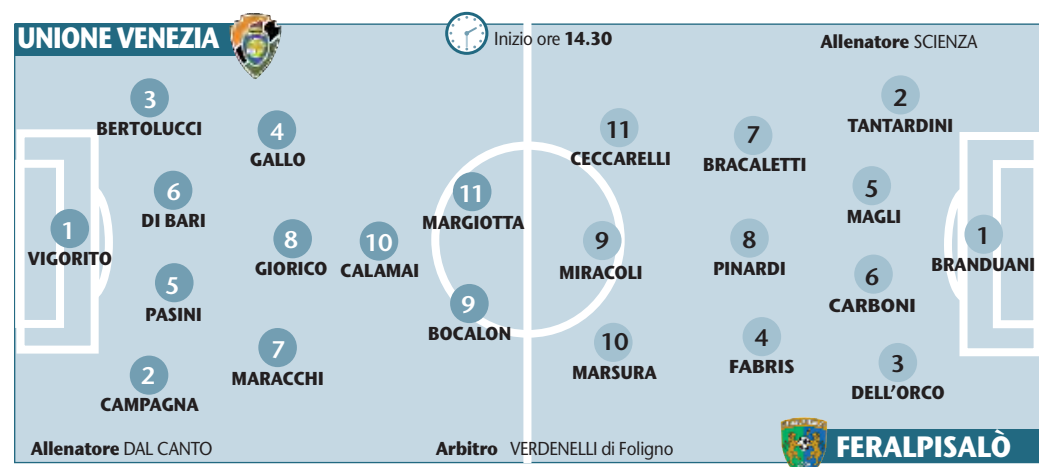 UNIONE VENEZIA
Inizio ore 14.30
Allenatore SCIENZA
1
VIGORITO
3
BERTOLUCCI
6
DI BARI
5
PASINI
2
CAMPAGNA
4
GALLO
8
GIORICO
7
MARACCHI
10
CALAMAI
11
MARGIOTTA
9
BOCALON
11
CECCARELLI
9
MIRACOLI
10
MARSURA
7
BRACALETTI
8
PINARDI
4
FABRIS
2
TANTARDINI
5
MAGLI
6
CARBONI
3
DELL'ORCO
1
BRANDUANI
Allenatore DAL CANTO
Arbitro VERDENELLI di Foligno
FERALPISALÒ